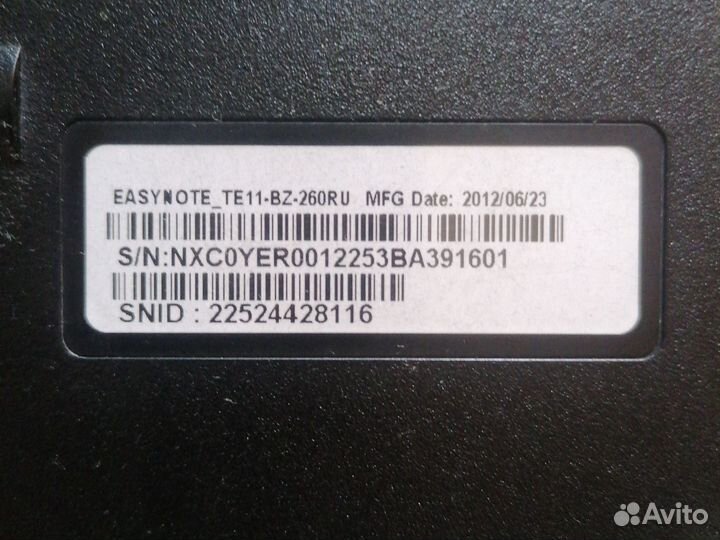 EASYNOTE_TE11-BZ-260RU MFG Date: 2012/06/23
S/N:NXC0YER0012253BA391601
SNID : 22524428116
Avito